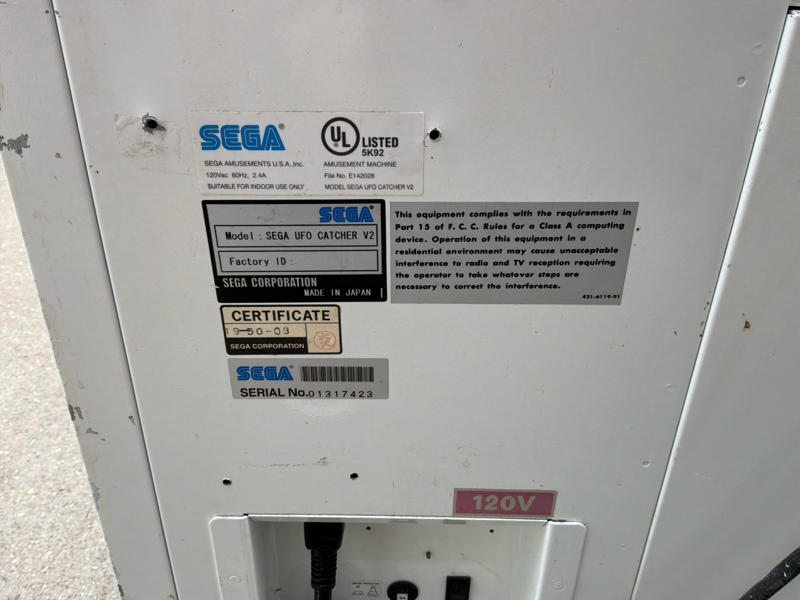 SEGA®
UL® LISTED
5K92
SEGA AMUSEMENTS U.S.A.,Inc.
AMUSEMENT MACHINE
120Vac 60Hz, 2.4A
File No. E142028
SUITABLE FOR INDOOR USE ONLY
MODEL SEGA UFO CATCHER V2
SEGA®
Model : SEGA UFO CATCHER V2
Factory ID :
SEGA CORPORATION
MADE IN JAPAN
This equipment complies with the requirements in
Part 15 of F. C. C. Rules for a Class A computing
device. Operation of this equipment in a
residential environment may cause unacceptable
interference to radio and TV reception requiring
the operator to take whatever steps are
necessary to correct the interference.
421-6119-91
CERTIFICATE
19-50-03
SEGA CORPORATION
SEGA®
SERIAL No.01317423
120V